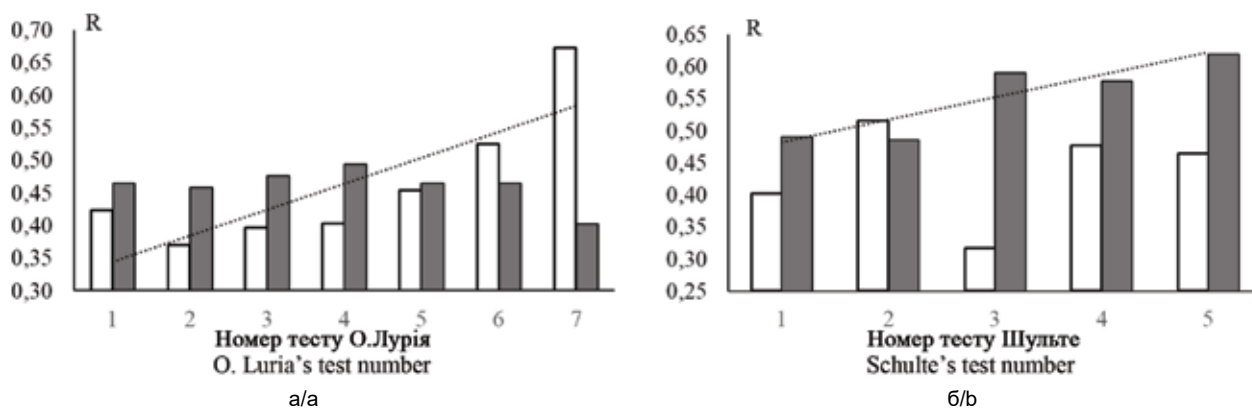 R
0,70
0,65
0,60
0,55
0,50
0,45
0,40
0,35
0,30
1 2 3 4 5 6 7
Номер тесту О.Лурія
O. Luria's test number
а/a
R
0,65
0,60
0,55
0,50
0,45
0,40
0,35
0,30
0,25
1 2 3 4 5
Номер тесту Шульте
Schulte's test number
б/b